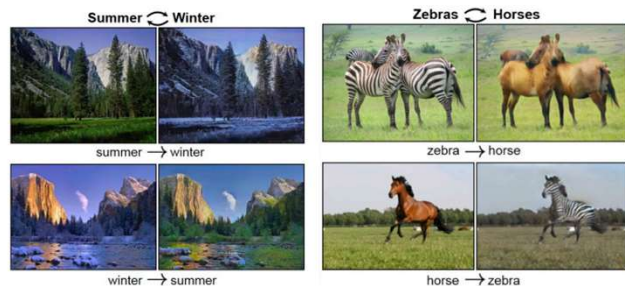 Summer Winter
summer → winter
winter → summer
Zebras Horses
zebra → horse
horse → zebra